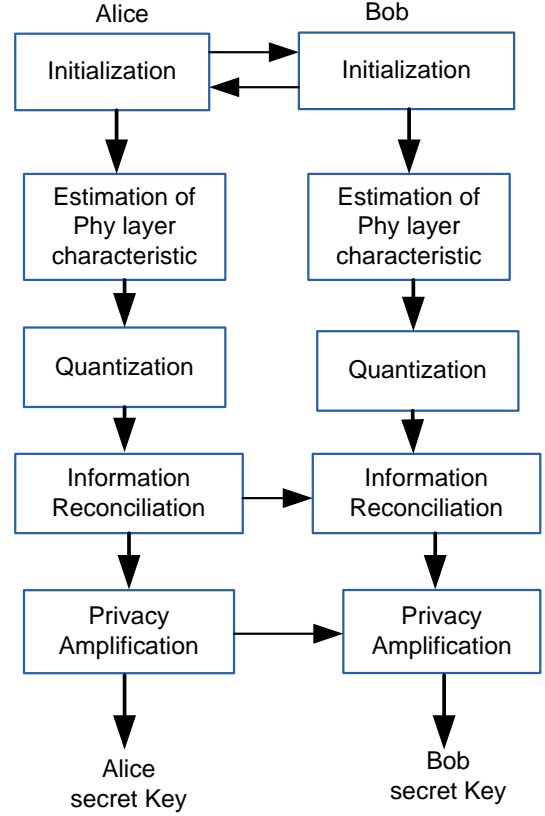 Alice
Bob
Initialization
Initialization
Estimation of
Phy layer
characteristic
Estimation of
Phy layer
characteristic
Quantization
Quantization
Information
Reconciliation
Information
Reconciliation
Privacy
Amplification
Privacy
Amplification
Alice
secret Key
Bob
secret Key